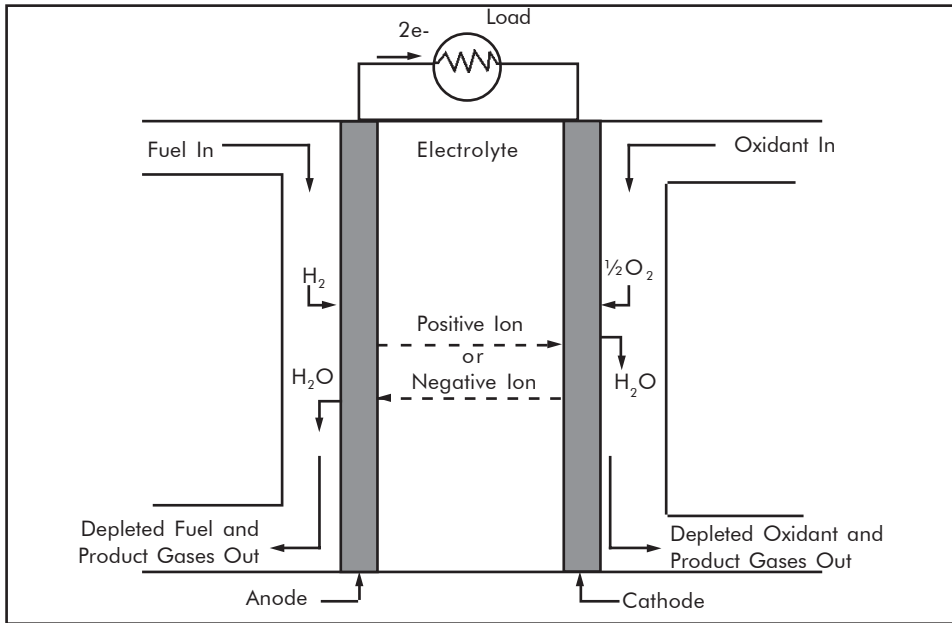 Load
2e-
Fuel In
Electrolyte
Oxidant In
H₂
½O₂
Positive Ion
or
Negative Ion
H₂O
H₂O
Depleted Fuel and
Product Gases Out
Depleted Oxidant and
Product Gases Out
Anode
Cathode